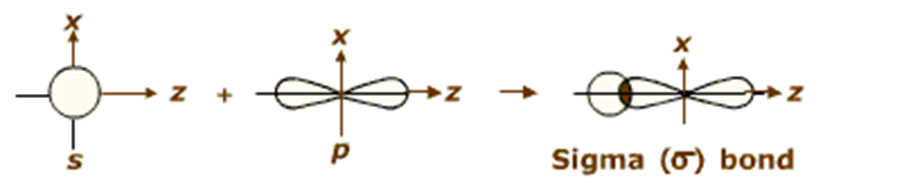 x x x
z + z → z
s p Sigma (σ) bond